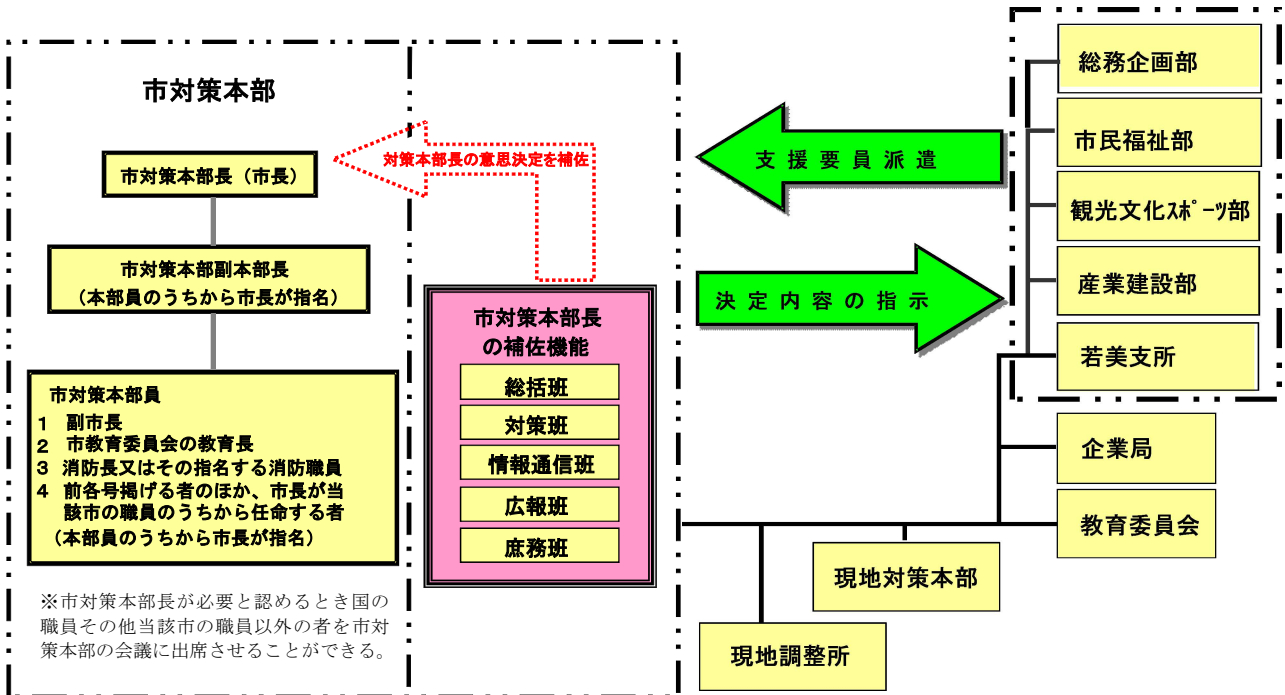 市対策本部
市対策本部長（市長）
市対策本部副本部長
（本部員のうちから市長が指名）
市対策本部員
1 副市長
2 市教育委員会の教育長
3 消防長又はその指名する消防職員
4 前各号掲げる者のほか、市長が当
該市の職員のうちから任命する者
（本部員のうちから市長が指名）
※市対策本部長が必要と認めるとき国の
職員その他当該市の職員以外の者を市対
策本部の会議に出席させることができる。
対策本部長の意思決定を補佐
市対策本部長
の補佐機能
総括班
対策班
情報通信班
広報班
庶務班
支援要員派遣
決定内容の指示
総務企画部
市民福祉部
観光文化ｽﾎﾟｰﾂ部
産業建設部
若美支所
企業局
教育委員会
現地対策本部
現地調整所